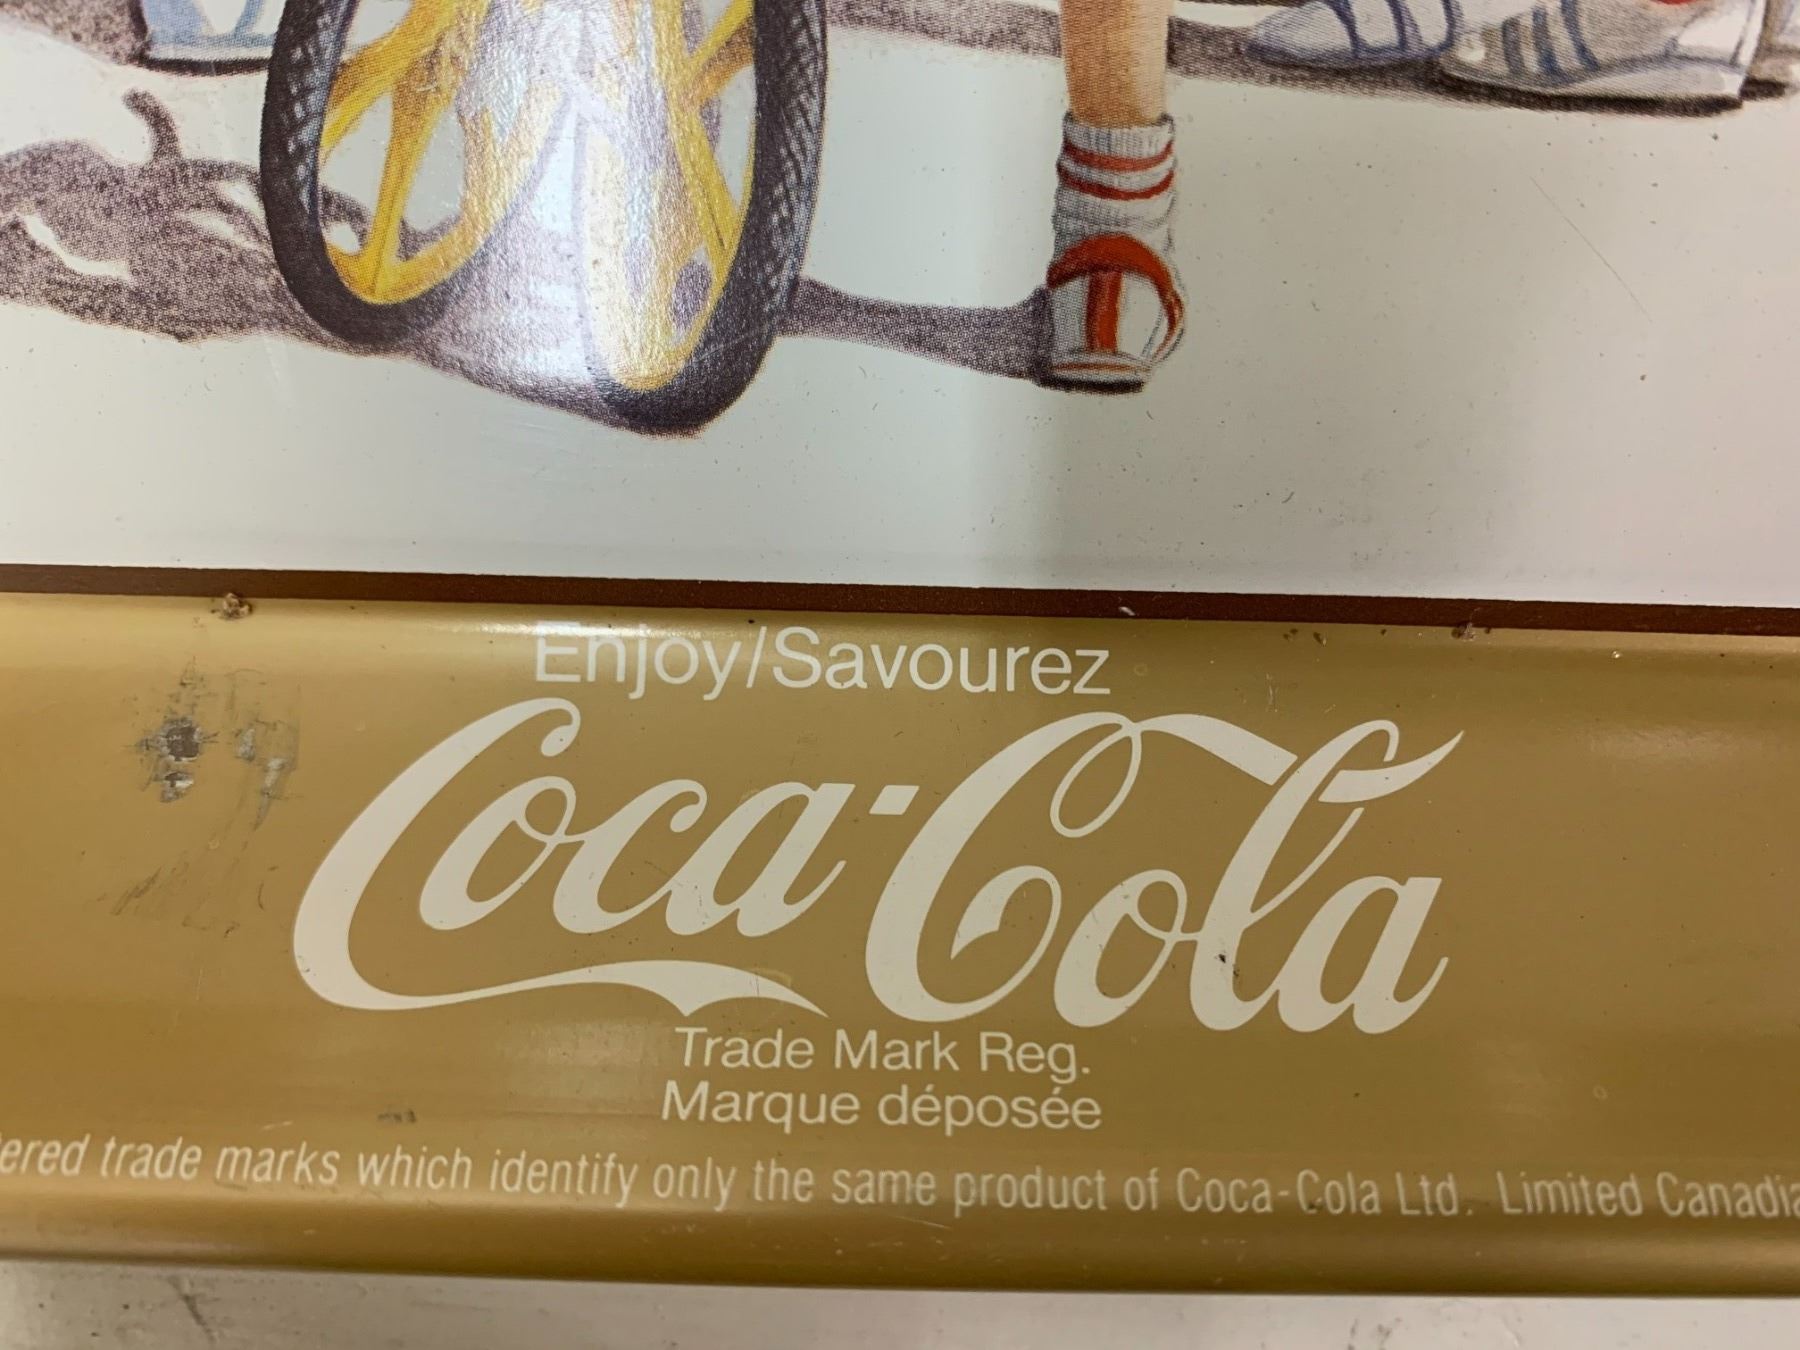 Enjoy/Savourez
Coca-Cola
Trade Mark Reg.
Marque déposée
trade marks which identify only the same product of Coca-Cola Ltd. Limited